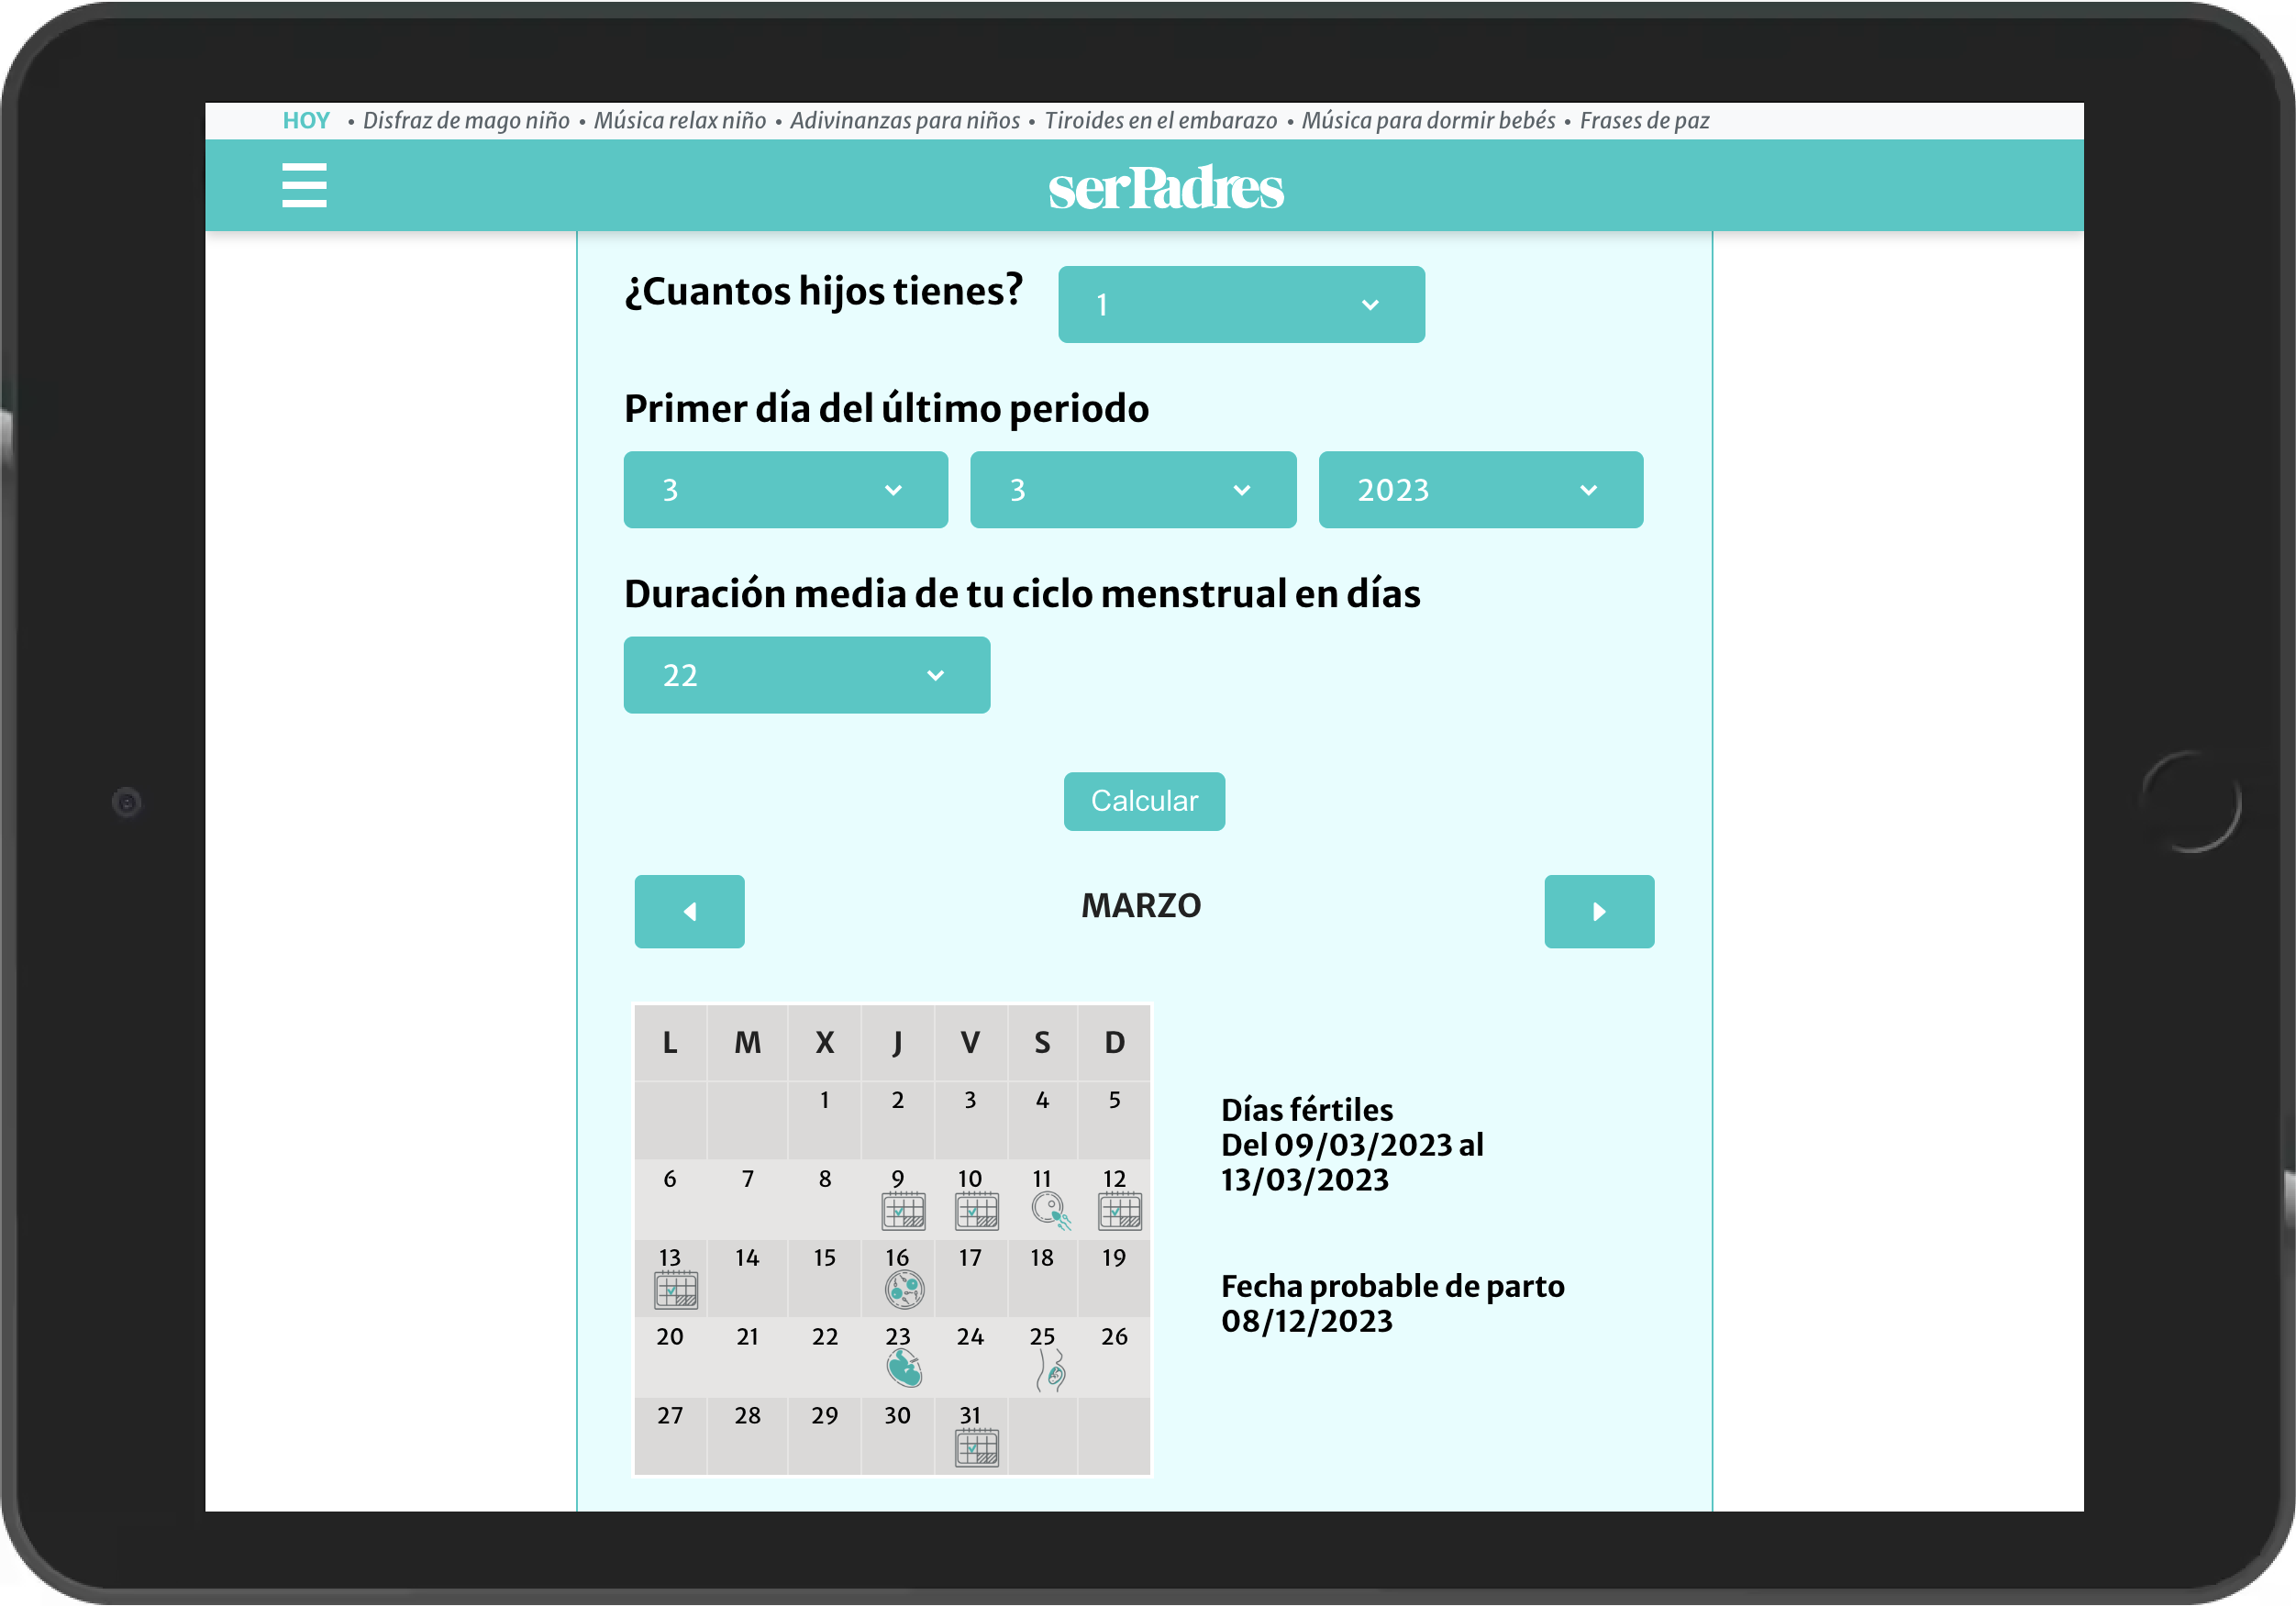 HOY • Disfraz de mago niño • Música relax niño • Adivinanzas para niños • Tiroides en el embarazo • Música para dormir bebés • Frases de paz
serPadres
¿Cuantos hijos tienes? 1
Primer día del último periodo
3 3 2023
Duración media de tu ciclo menstrual en días
22
Calcular
MARZO
L M X J V S D
1 2 3 4 5
6 7 8 9 10 11 12
13 14 15 16 17 18 19
20 21 22 23 24 25 26
27 28 29 30 31
Días fértiles
Del 09/03/2023 al
13/03/2023
Fecha probable de parto
08/12/2023